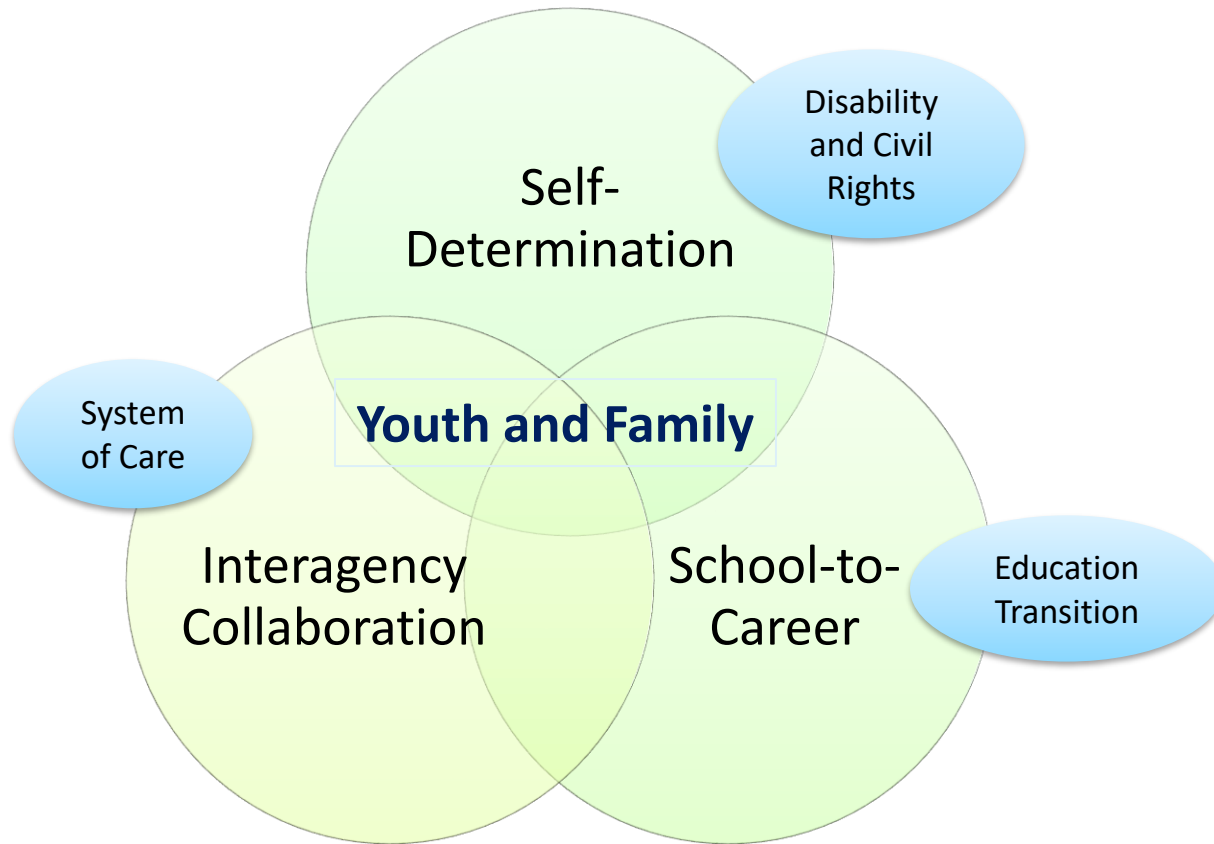 Disability
and Civil
Rights
Self-
Determination
System
of Care
Youth and Family
Interagency
Collaboration
School-to-
Career
Education
Transition